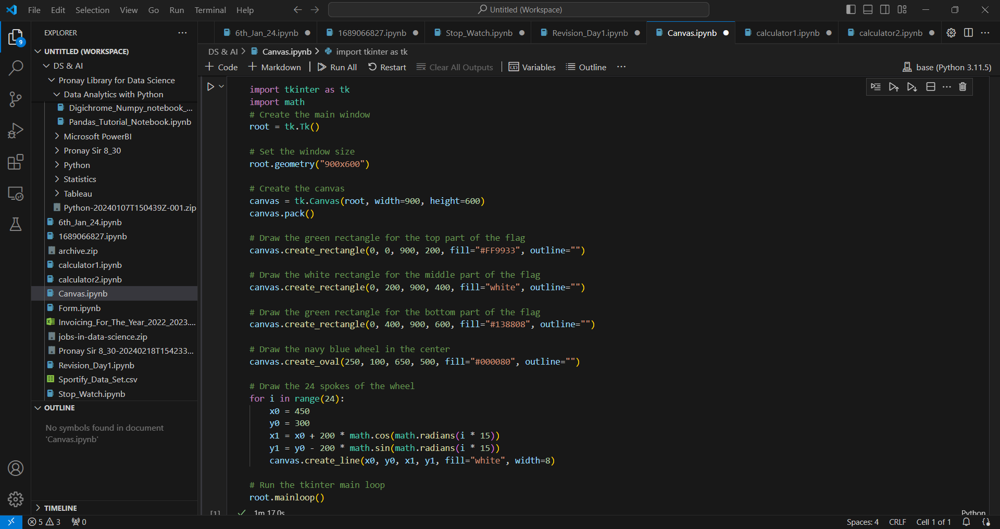 File Edit Selection View Go Run Terminal Help
Untitled (Workspace)
EXPLORER
6th_Jan_24.ipynb
1689066827.ipynb
Stop_Watch.ipynb
Revision_Day1.ipynb
Canvas.ipynb
calculator1.ipynb
calculator2.ipynb
9
UNTITLED (WORKSPACE)
DS & AI
Pronay Library for Data Science
Data Analytics with Python
Digichrome_Numpy_notebook_...
Pandas_Tutorial_Notebook.ipynb
Microsoft PowerBI
Pronay Sir 8_30
Python
Statistics
Tableau
Python-20240107T150439Z-001.zip
6th_Jan_24.ipynb
1689066827.ipynb
archive.zip
calculator1.ipynb
calculator2.ipynb
Canvas.ipynb
Form.ipynb
Invoicing_For_The_Year_2022_2023....
jobs-in-data-science.zip
Pronay Sir 8_30-20240218T154233...
Revision_Day1.ipynb
Sportify_Data_Set.csv
Stop_Watch.ipynb
OUTLINE
No symbols found in document
'Canvas.ipynb'
TIMELINE
DS & AI > Canvas.ipynb > import tkinter as tk
+ Code + Markdown | Run All Restart Clear All Outputs | Variables Outline ...
base (Python 3.11.5)
import tkinter as tk
import math
# Create the main window
root = tk.Tk()
# Set the window size
root.geometry("900x600")
# Create the canvas
canvas = tk.Canvas(root, width=900, height=600)
canvas.pack()
# Draw the green rectangle for the top part of the flag
canvas.create_rectangle(0, 0, 900, 200, fill="#FF9933", outline="")
# Draw the white rectangle for the middle part of the flag
canvas.create_rectangle(0, 200, 900, 400, fill="white", outline="")
# Draw the green rectangle for the bottom part of the flag
canvas.create_rectangle(0, 400, 900, 600, fill="#138808", outline="")
# Draw the navy blue wheel in the center
canvas.create_oval(250, 100, 650, 500, fill="#000080", outline="")
# Draw the 24 spokes of the wheel
for i in range(24):
x0 = 450
y0 = 300
x1 = x0 + 200 * math.cos(math.radians(i * 15))
y1 = y0 - 200 * math.sin(math.radians(i * 15))
canvas.create_line(x0, y0, x1, y1, fill="white", width=8)
# Run the tkinter main loop
root.mainloop()
[1] 1m 17.0s
Python
5 3 0
Spaces: 4 CRLF Cell 1 of 1